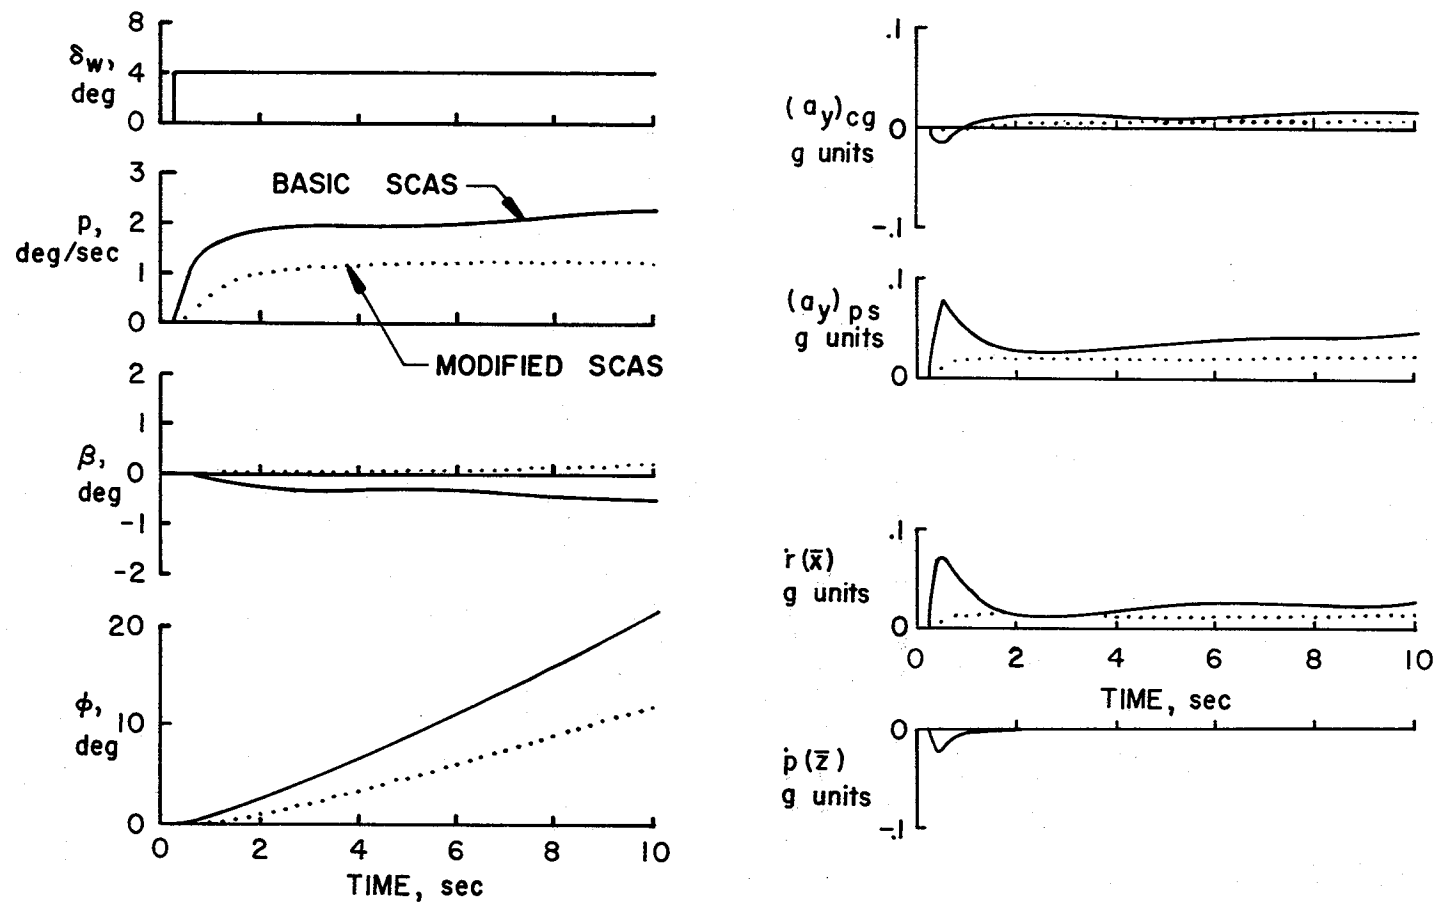 8
δw,
4
deg
0
3
BASIC SCAS
p,
2
deg/sec
1
0
MODIFIED SCAS
2
1
β,
0
deg
-1
-2
20
φ,
10
deg
0
0 2 4 6 8 10
TIME, sec
.1
(ay)cg
0
g units
-.1
.1
(ay)ps
g units
0
.1
ṙ(x̄)
g units
0
0 2 4 6 8 10
TIME, sec
0
ṗ(z̄)
g units
-.1